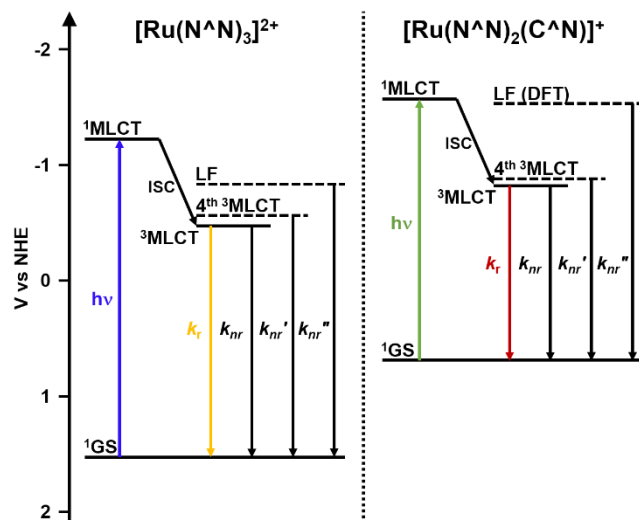 [Ru(N^N)₃]²⁺
[Ru(N^N)₂(C^N)]⁺
V vs NHE
-2
-1
0
1
2
¹MLCT
ISC
LF
4ᵗʰ ³MLCT
³MLCT
hν
kᵣ
kₙᵣ
kₙᵣ'
kₙᵣ"
¹GS
¹MLCT
LF (DFT)
ISC
4ᵗʰ ³MLCT
³MLCT
hν
kᵣ
kₙᵣ
kₙᵣ'
kₙᵣ"
¹GS